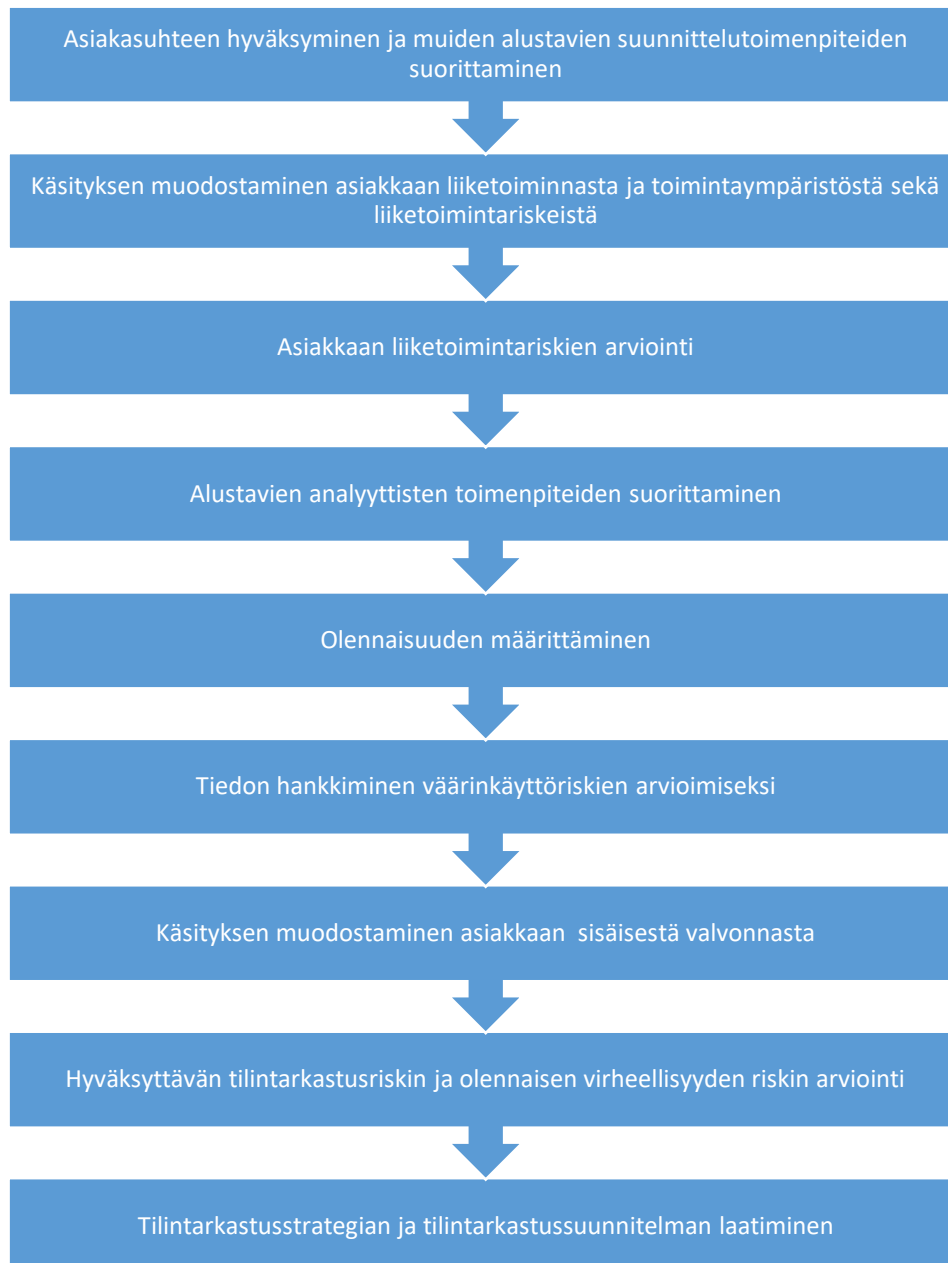 Asiakasuhteen hyväksyminen ja muiden alustavien suunnittelutoimenpiteiden
suorittaminen
Käsityksen muodostaminen asiakkaan liiketoiminnasta ja toimintaympäristöstä sekä
liiketoimintariskeistä
Asiakkaan liiketoimintariskien arviointi
Alustavien analyyttisten toimenpiteiden suorittaminen
Olennaisuuden määrittäminen
Tiedon hankkiminen väärinkäyttöriskien arvioimiseksi
Käsityksen muodostaminen asiakkaan  sisäisestä valvonnasta
Hyväksyttävän tilintarkastusriskin ja olennaisen virheellisyyden riskin arviointi
Tilintarkastusstrategian ja tilintarkastussuunnitelman laatiminen